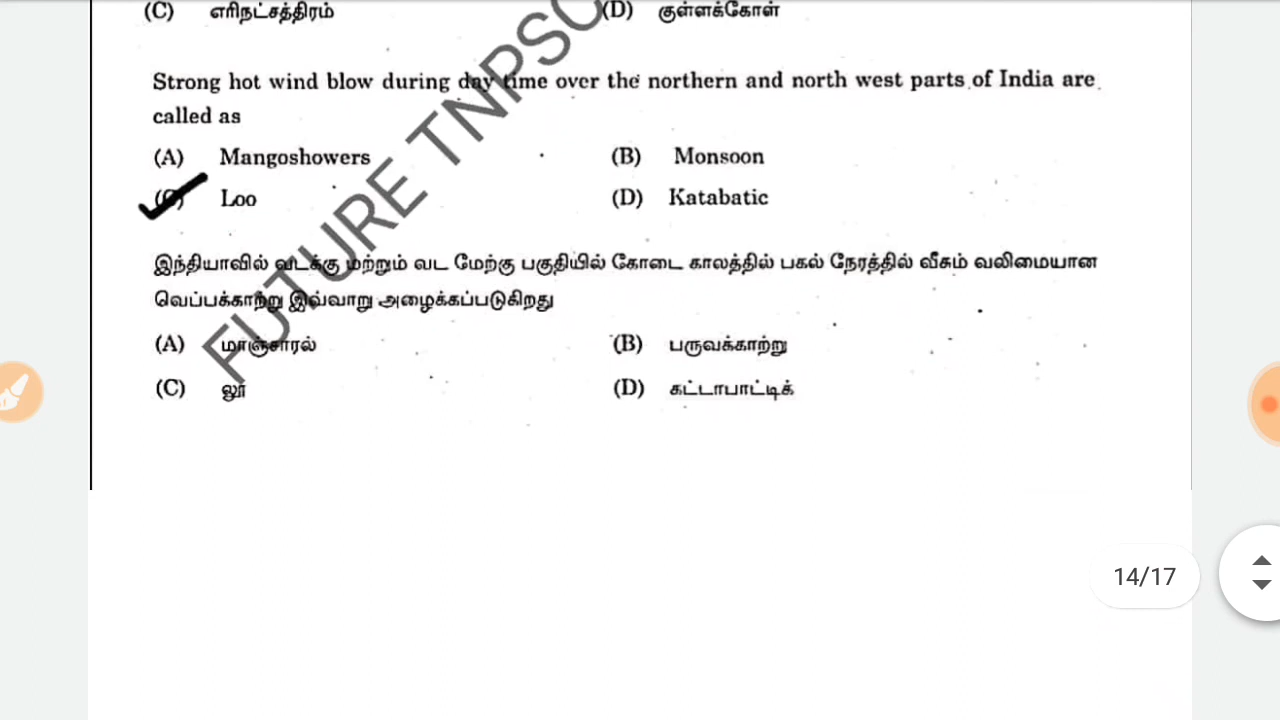 (C) எரிநட்சத்திரம் (D) குள்ளக்கோள்
Strong hot wind blow during day time over the northern and north west parts of India are
called as
(A) Mangoshowers (B) Monsoon
(C) Loo (D) Katabatic
இந்தியாவில் வடக்கு மற்றும் வட மேற்கு பகுதியில் கோடை காலத்தில் பகல் நேரத்தில் வீசும் வலிமையான
வெப்பக்காற்று இவ்வாறு அழைக்கப்படுகிறது
(A) மாஞ்சாரல் (B) பருவக்காற்று
(C) லூ (D) கட்டாபாட்டிக்
FUTURE TNPSC
14/17